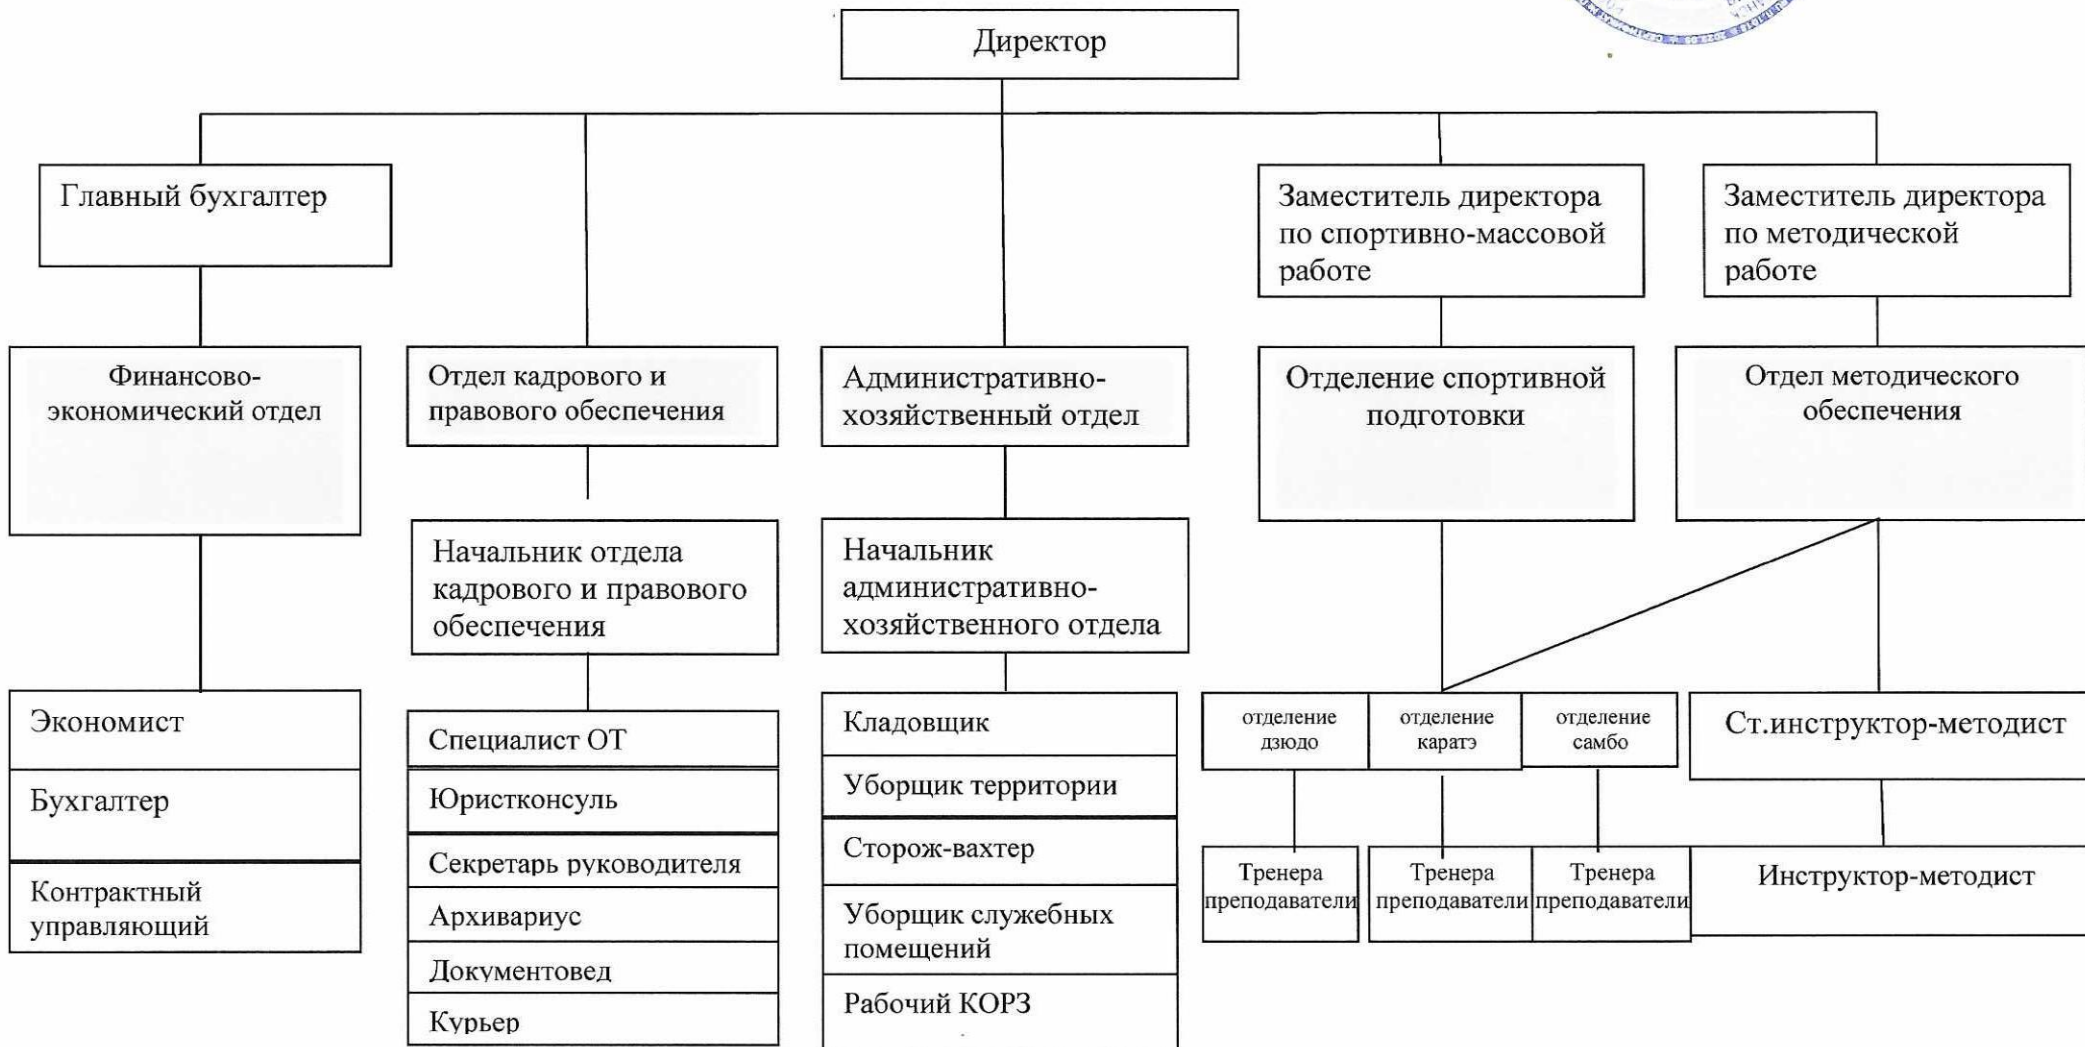 Директор
Главный бухгалтер
Заместитель директора
по спортивно-массовой
работе
Заместитель директора
по методической
работе
Финансово-
экономический отдел
Отдел кадрового и
правового обеспечения
Административно-
хозяйственный отдел
Отделение спортивной
подготовки
Отдел методического
обеспечения
Начальник отдела
кадрового и правового
обеспечения
Начальник
административно-
хозяйственного отдела
Экономист
Бухгалтер
Контрактный
управляющий
Специалист ОТ
Юристконсуль
Секретарь руководителя
Архивариус
Документовед
Курьер
Кладовщик
Уборщик территории
Сторож-вахтер
Уборщик служебных
помещений
Рабочий КОРЗ
отделение
дзюдо
отделение
каратэ
отделение
самбо
Ст.инструктор-методист
Тренера
преподаватели
Тренера
преподаватели
Тренера
преподаватели
Инструктор-методист